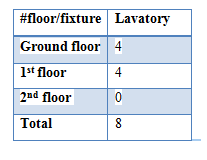 #floor/fixture Lavatory
Ground floor 4
1st floor 4
2nd floor 0
Total 8